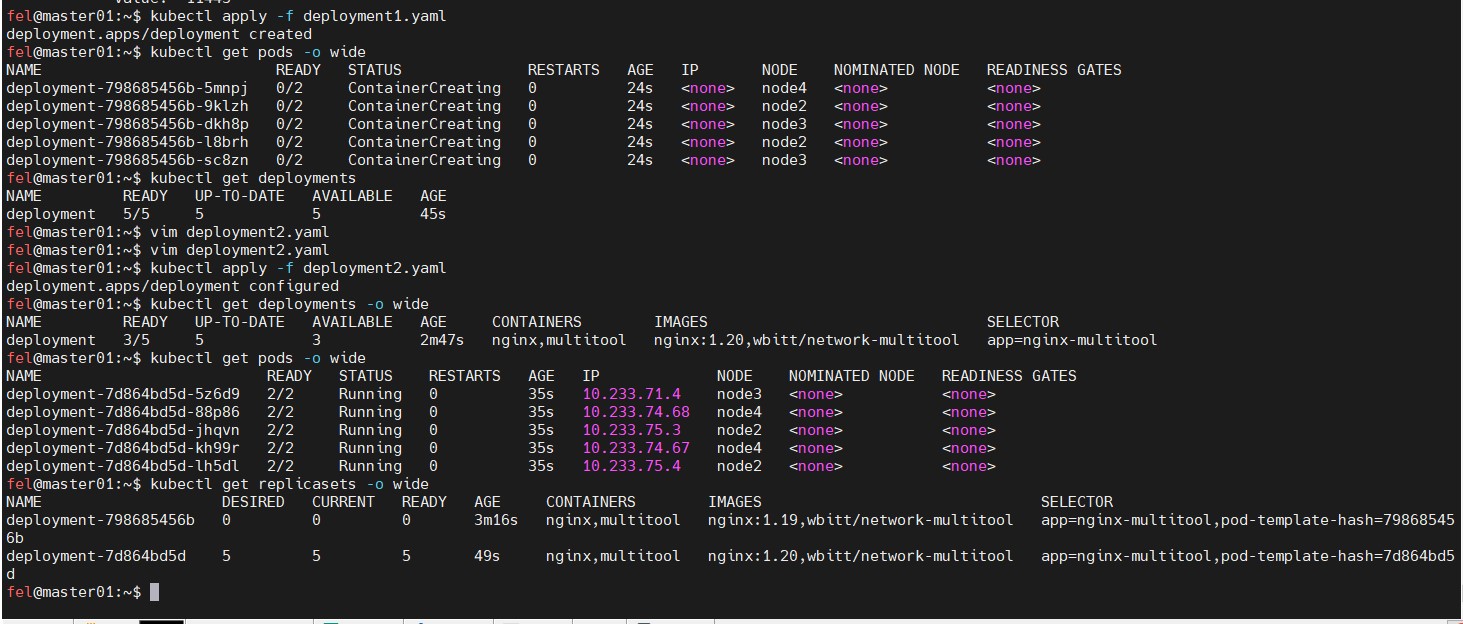 fel@master01:~$ kubectl apply -f deployment1.yaml
deployment.apps/deployment created
fel@master01:~$ kubectl get pods -o wide
NAME READY STATUS RESTARTS AGE IP NODE NOMINATED NODE READINESS GATES
deployment-798685456b-5mnpj 0/2 ContainerCreating 0 24s <none> node4 <none> <none>
deployment-798685456b-9klzh 0/2 ContainerCreating 0 24s <none> node2 <none> <none>
deployment-798685456b-dkh8p 0/2 ContainerCreating 0 24s <none> node3 <none> <none>
deployment-798685456b-l8brh 0/2 ContainerCreating 0 24s <none> node2 <none> <none>
deployment-798685456b-sc8zn 0/2 ContainerCreating 0 24s <none> node3 <none> <none>
fel@master01:~$ kubectl get deployments
NAME READY UP-TO-DATE AVAILABLE AGE
deployment 5/5 5 5 45s
fel@master01:~$ vim deployment2.yaml
fel@master01:~$ vim deployment2.yaml
fel@master01:~$ kubectl apply -f deployment2.yaml
deployment.apps/deployment configured
fel@master01:~$ kubectl get deployments -o wide
NAME READY UP-TO-DATE AVAILABLE AGE CONTAINERS IMAGES SELECTOR
deployment 3/5 5 3 2m47s nginx,multitool nginx:1.20,wbitt/network-multitool app=nginx-multitool
fel@master01:~$ kubectl get pods -o wide
NAME READY STATUS RESTARTS AGE IP NODE NOMINATED NODE READINESS GATES
deployment-7d864bd5d-5z6d9 2/2 Running 0 35s 10.233.71.4 node3 <none> <none>
deployment-7d864bd5d-88p86 2/2 Running 0 35s 10.233.74.68 node4 <none> <none>
deployment-7d864bd5d-jhqvn 2/2 Running 0 35s 10.233.75.3 node2 <none> <none>
deployment-7d864bd5d-kh99r 2/2 Running 0 35s 10.233.74.67 node4 <none> <none>
deployment-7d864bd5d-lh5dl 2/2 Running 0 35s 10.233.75.4 node2 <none> <none>
fel@master01:~$ kubectl get replicasets -o wide
NAME DESIRED CURRENT READY AGE CONTAINERS IMAGES SELECTOR
deployment-798685456b 0 0 0 3m16s nginx,multitool nginx:1.19,wbitt/network-multitool app=nginx-multitool,pod-template-hash=79868545
6b
deployment-7d864bd5d 5 5 5 49s nginx,multitool nginx:1.20,wbitt/network-multitool app=nginx-multitool,pod-template-hash=7d864bd5
d
fel@master01:~$